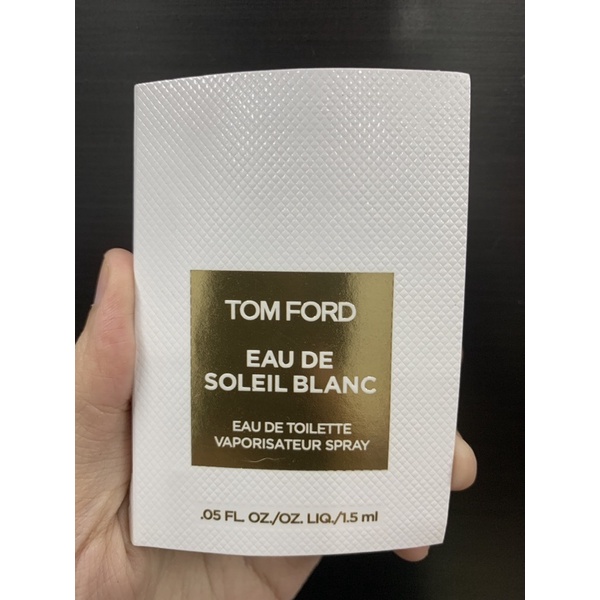 TOM FORD
EAU DE
SOLEIL BLANC
EAU DE TOILETTE
VAPORISATEUR SPRAY
.05 FL. OZ./OZ. LIQ./1.5 ml